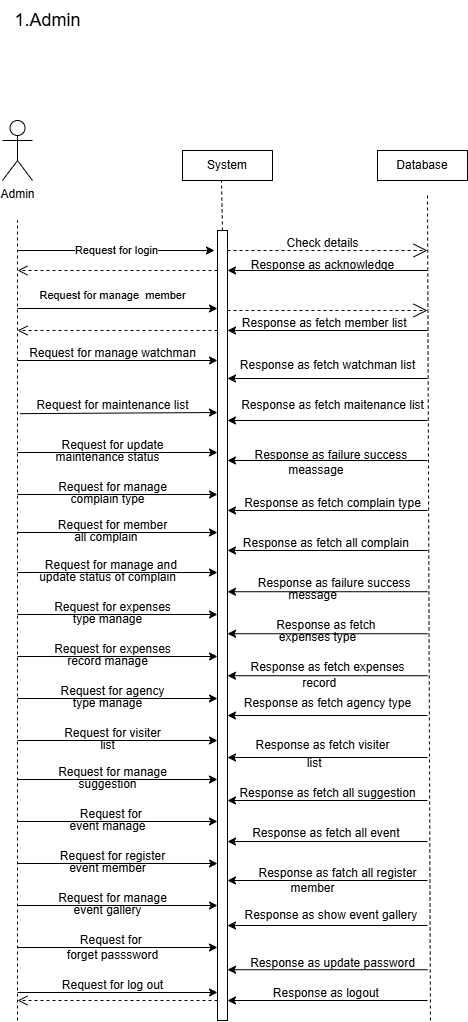 1.Admin
System
Database
Admin
Request for login
Check details
Response as acknowledge
Request for manage  member
Response as fetch member list
Request for manage watchman
Response as fetch watchman list
Request for maintenance list
Response as fetch maitenance list
Request for update
maintenance status
Response as failure success
meassage
Request for manage
complain type
Response as fetch complain type
Request for member
all complain
Response as fetch all complain
Request for manage and
update status of complain
Response as failure success
message
Request for expenses
type manage
Response as fetch
expenses type
Request for expenses
record manage
Response as fetch expenses
record
Request for agency
type manage
Response as fetch agency type
Request for visiter
list
Response as fetch visiter
list
Request for manage
suggestion
Response as fetch all suggestion
Request for
event manage
Response as fetch all event
Request for register
event member
Response as fatch all register
member
Request for manage
event gallery
Response as show event gallery
Request for
forget passsword
Response as update password
Request for log out
Response as logout